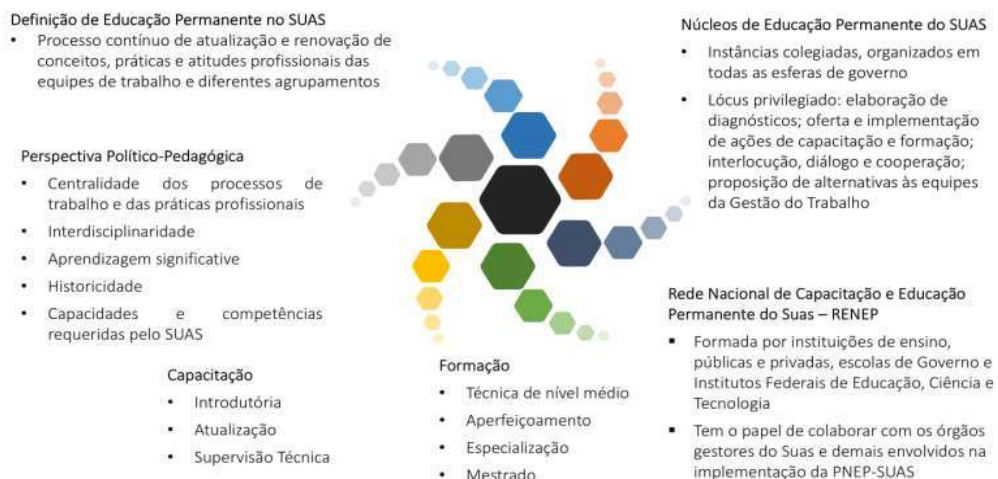 Definição de Educação Permanente no SUAS
• Processo contínuo de atualização e renovação de
conceitos, práticas e atitudes profissionais das
equipes de trabalho e diferentes agrupamentos
Perspectiva Político-Pedagógica
• Centralidade dos processos de
trabalho e das práticas profissionais
• Interdisciplinaridade
• Aprendizagem significative
• Historicidade
• Capacidades e competências
requeridas pelo SUAS
Capacitação
• Introdutória
• Atualização
• Supervisão Técnica
Formação
• Técnica de nível médio
• Aperfeiçoamento
• Especialização
• Mestrado
Núcleos de Educação Permanente do SUAS
• Instâncias colegiadas, organizados em
todas as esferas de governo
• Lócus privilegiado: elaboração de
diagnósticos; oferta e implementação
de ações de capacitação e formação;
interlocução, diálogo e cooperação;
proposição de alternativas às equipes
da Gestão do Trabalho
Rede Nacional de Capacitação e Educação
Permanente do Suas – RENEP
▪ Formada por instituições de ensino,
públicas e privadas, escolas de Governo e
Institutos Federais de Educação, Ciência e
Tecnologia
▪ Tem o papel de colaborar com os órgãos
gestores do Suas e demais envolvidos na
implementação da PNEP-SUAS